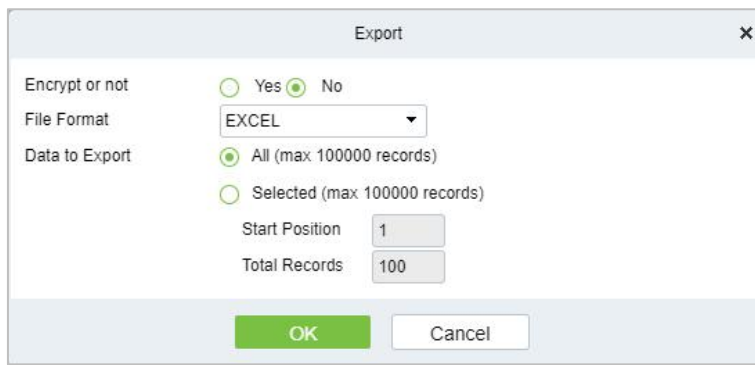 Export
Encrypt or not Yes No
File Format EXCEL
Data to Export All (max 100000 records)
Selected (max 100000 records)
Start Position 1
Total Records 100
OK Cancel